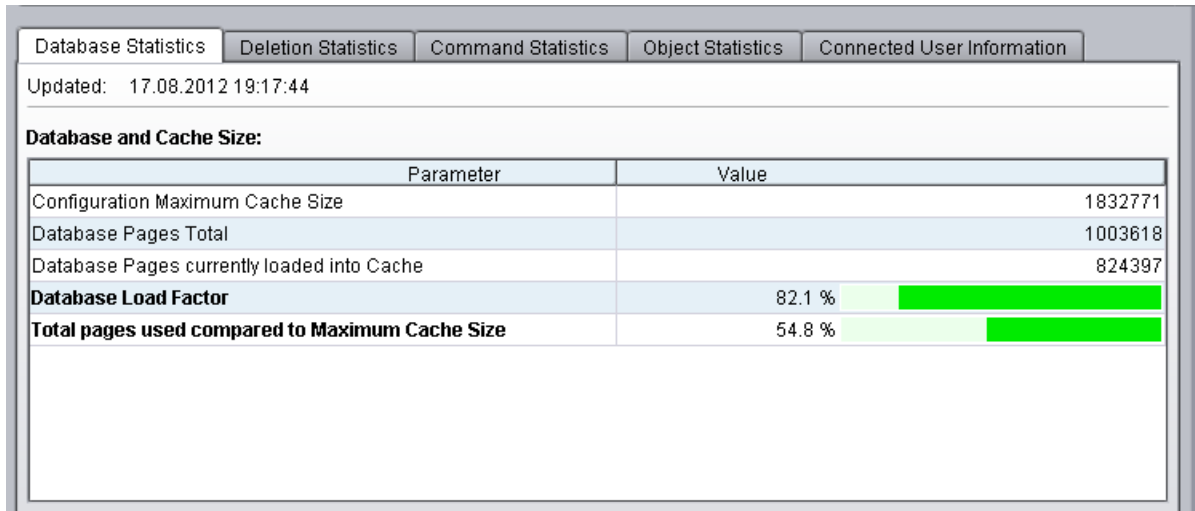 Database Statistics Deletion Statistics Command Statistics Object Statistics Connected User Information
Updated: 17.08.2012 19:17:44
Database and Cache Size:
Parameter Value
Configuration Maximum Cache Size 1832771
Database Pages Total 1003618
Database Pages currently loaded into Cache 824397
Database Load Factor 82.1 %
Total pages used compared to Maximum Cache Size 54.8 %